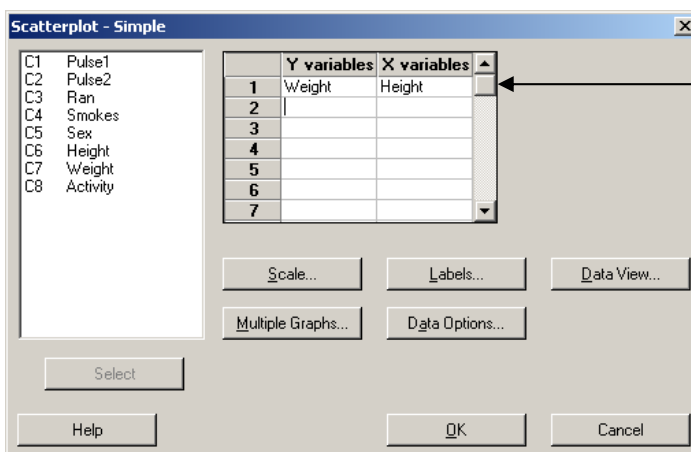 Scatterplot - Simple
C1 Pulse1
C2 Pulse2
C3 Ran
C4 Smokes
C5 Sex
C6 Height
C7 Weight
C8 Activity
Y variables X variables
1 Weight Height
2
3
4
5
6
7
Scale... Labels... Data View...
Multiple Graphs... Data Options...
Select
Help OK Cancel